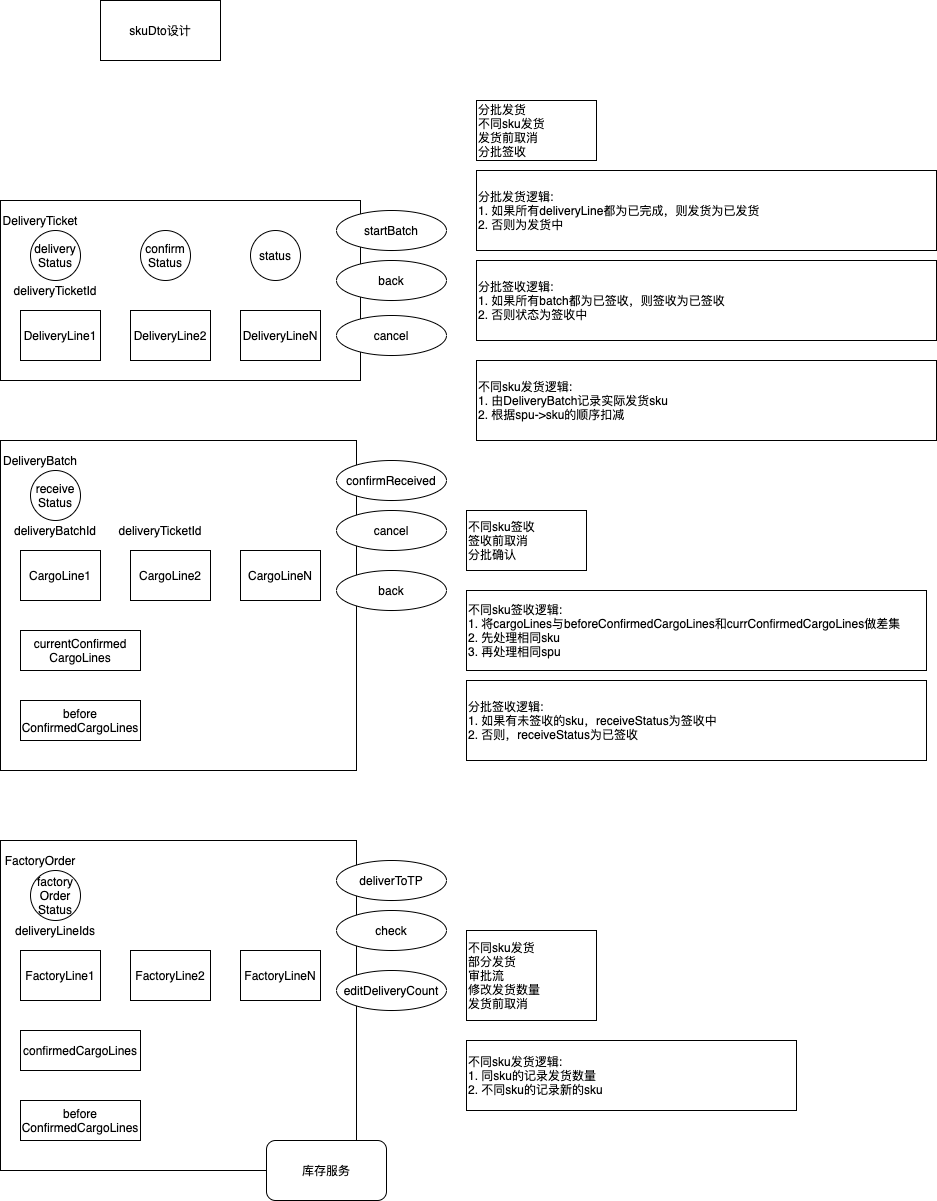 skuDto设计
分批发货
不同sku发货
发货前取消
分批签收
分批发货逻辑:
1. 如果所有deliveryLine都为已完成，则发货为已发货
2. 否则为发货中
DeliveryTicket
delivery
Status
confirm
Status
status
deliveryTicketId
DeliveryLine1
DeliveryLine2
DeliveryLineN
startBatch
back
cancel
分批签收逻辑:
1. 如果所有batch都为已签收，则签收为已签收
2. 否则状态为签收中
不同sku发货逻辑:
1. 由DeliveryBatch记录实际发货sku
2. 根据spu->sku的顺序扣减
DeliveryBatch
receive
Status
deliveryBatchId
deliveryTicketId
CargoLine1
CargoLine2
CargoLineN
currentConfirmed
CargoLines
before
ConfirmedCargoLines
confirmReceived
cancel
back
不同sku签收
签收前取消
分批确认
不同sku签收逻辑:
1. 将cargoLines与beforeConfirmedCargoLines和currConfirmedCargoLines做差集
2. 先处理相同sku
3. 再处理相同spu
分批签收逻辑:
1. 如果有未签收的sku，receiveStatus为签收中
2. 否则，receiveStatus为已签收
FactoryOrder
factory
Order
Status
deliveryLineIds
FactoryLine1
FactoryLine2
FactoryLineN
confirmedCargoLines
before
ConfirmedCargoLines
deliverToTP
check
editDeliveryCount
不同sku发货
部分发货
审批流
修改发货数量
发货前取消
不同sku发货逻辑:
1. 同sku的记录发货数量
2. 不同sku的记录新的sku
库存服务